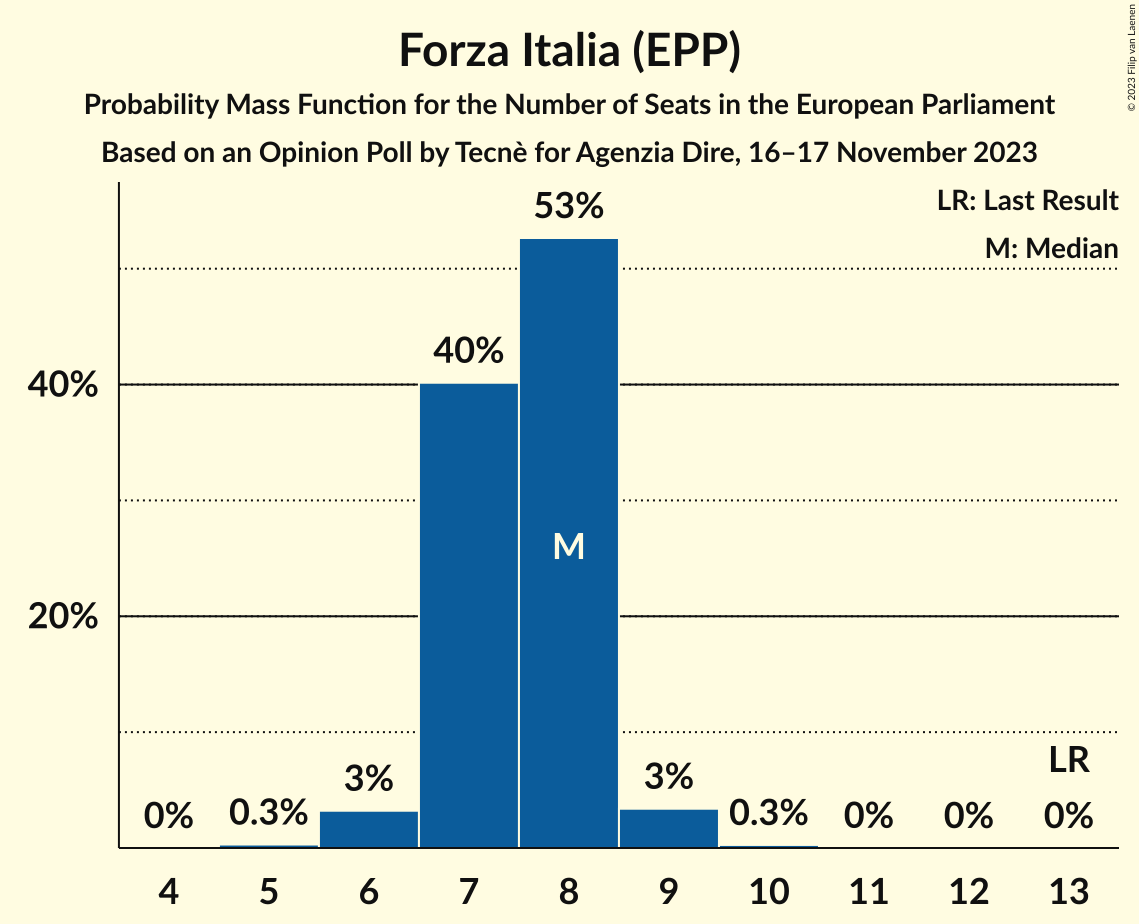 Forza Italia (EPP)
Probability Mass Function for the Number of Seats in the European Parliament
Based on an Opinion Poll by Tecnè for Agenzia Dire, 16–17 November 2023
© 2023 Filip van Laenen
LR: Last Result
M: Median
53%
40%
40%
M
20%
LR
0%
0.3%
3%
3%
0.3%
0%
0%
0%
4 5 6 7 8 9 10 11 12 13